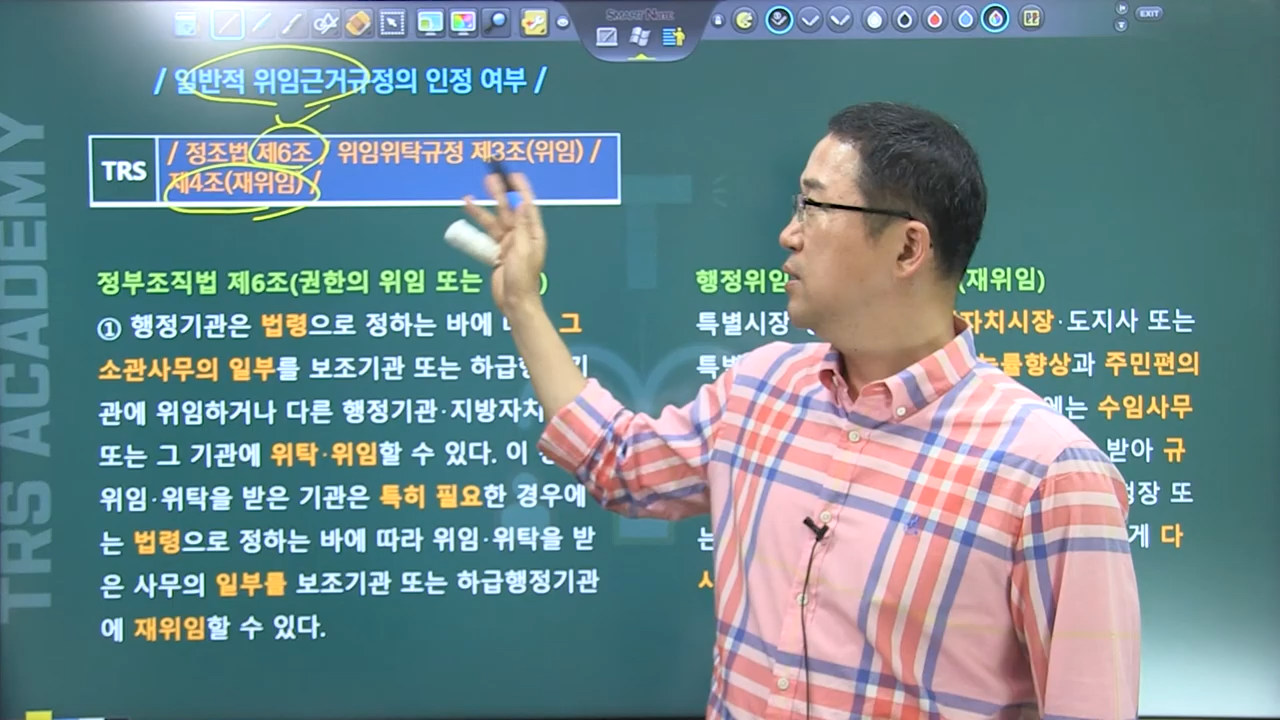 SMART NOTE
EXIT
/ 일반적 위임근거규정의 인정 여부 /
TRS
/ 정조법 제6조 / 위임위탁규정 제3조(위임) /
제4조(재위임) /
TRS ACADEMY
정부조직법 제6조(권한의 위임 또는 )
① 행정기관은 법령으로 정하는 바에 그
소관사무의 일부를 보조기관 또는 하급행
관에 위임하거나 다른 행정기관·지방자치
또는 그 기관에 위탁·위임할 수 있다. 이
위임·위탁을 받은 기관은 특히 필요한 경우에
는 법령으로 정하는 바에 따라 위임·위탁을 받
은 사무의 일부를 보조기관 또는 하급행정기관
에 재위임할 수 있다.
행정위임 (재위임)
특별시장 자치시장·도지사 또는
특별 능률향상과 주민편의
에는 수임사무
받아 규
청장 또
는 게 다